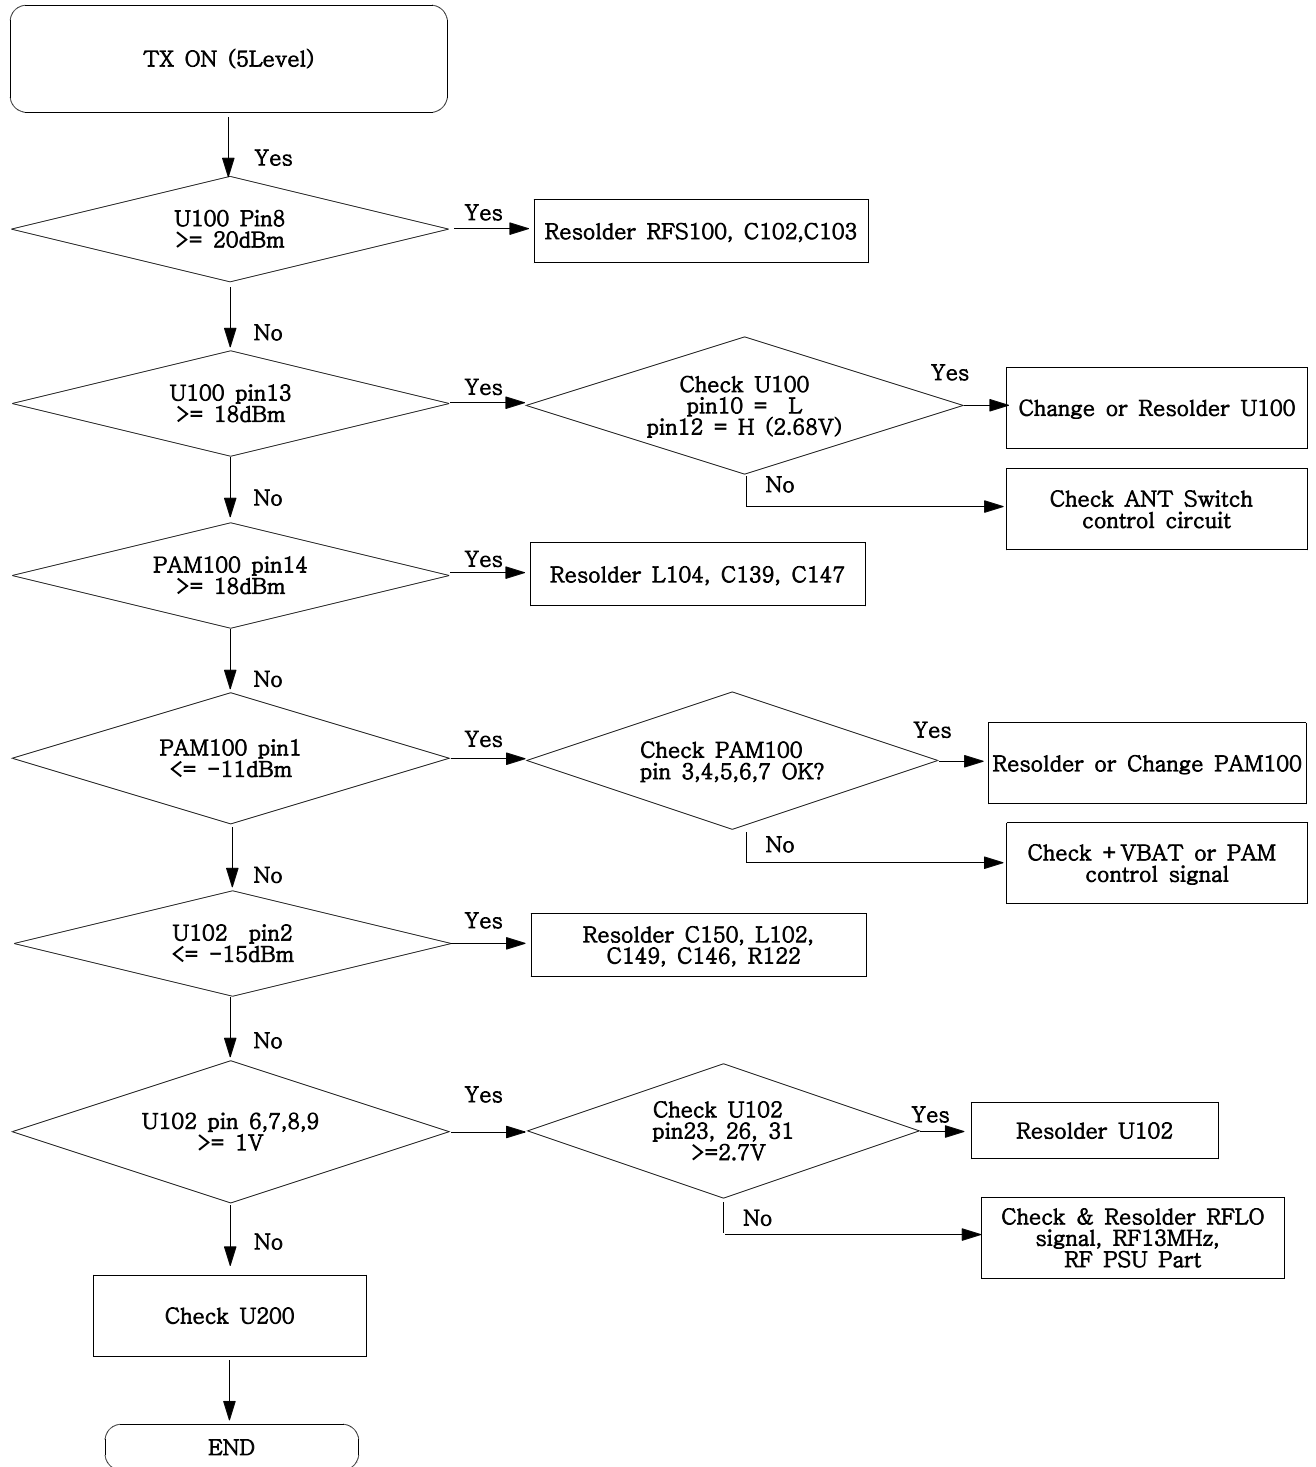 TX ON (5Level)
Yes
U100 Pin8
>= 20dBm
Yes
Resolder RFS100, C102,C103
No
U100 pin13
>= 18dBm
Yes
Check U100
pin10 = L
pin12 = H (2.68V)
Yes
Change or Resolder U100
No
Check ANT Switch
control circuit
No
PAM100 pin14
>= 18dBm
Yes
Resolder L104, C139, C147
No
PAM100 pin1
<= -11dBm
Yes
Check PAM100
pin 3,4,5,6,7 OK?
Yes
Resolder or Change PAM100
No
Check +VBAT or PAM
control signal
No
U102 pin2
<= -15dBm
Yes
Resolder C150, L102,
C149, C146, R122
No
U102 pin 6,7,8,9
>= 1V
Yes
Check U102
pin23, 26, 31
>=2.7V
Yes
Resolder U102
No
Check & Resolder RFLO
signal, RF13MHz,
RF PSU Part
No
Check U200
END